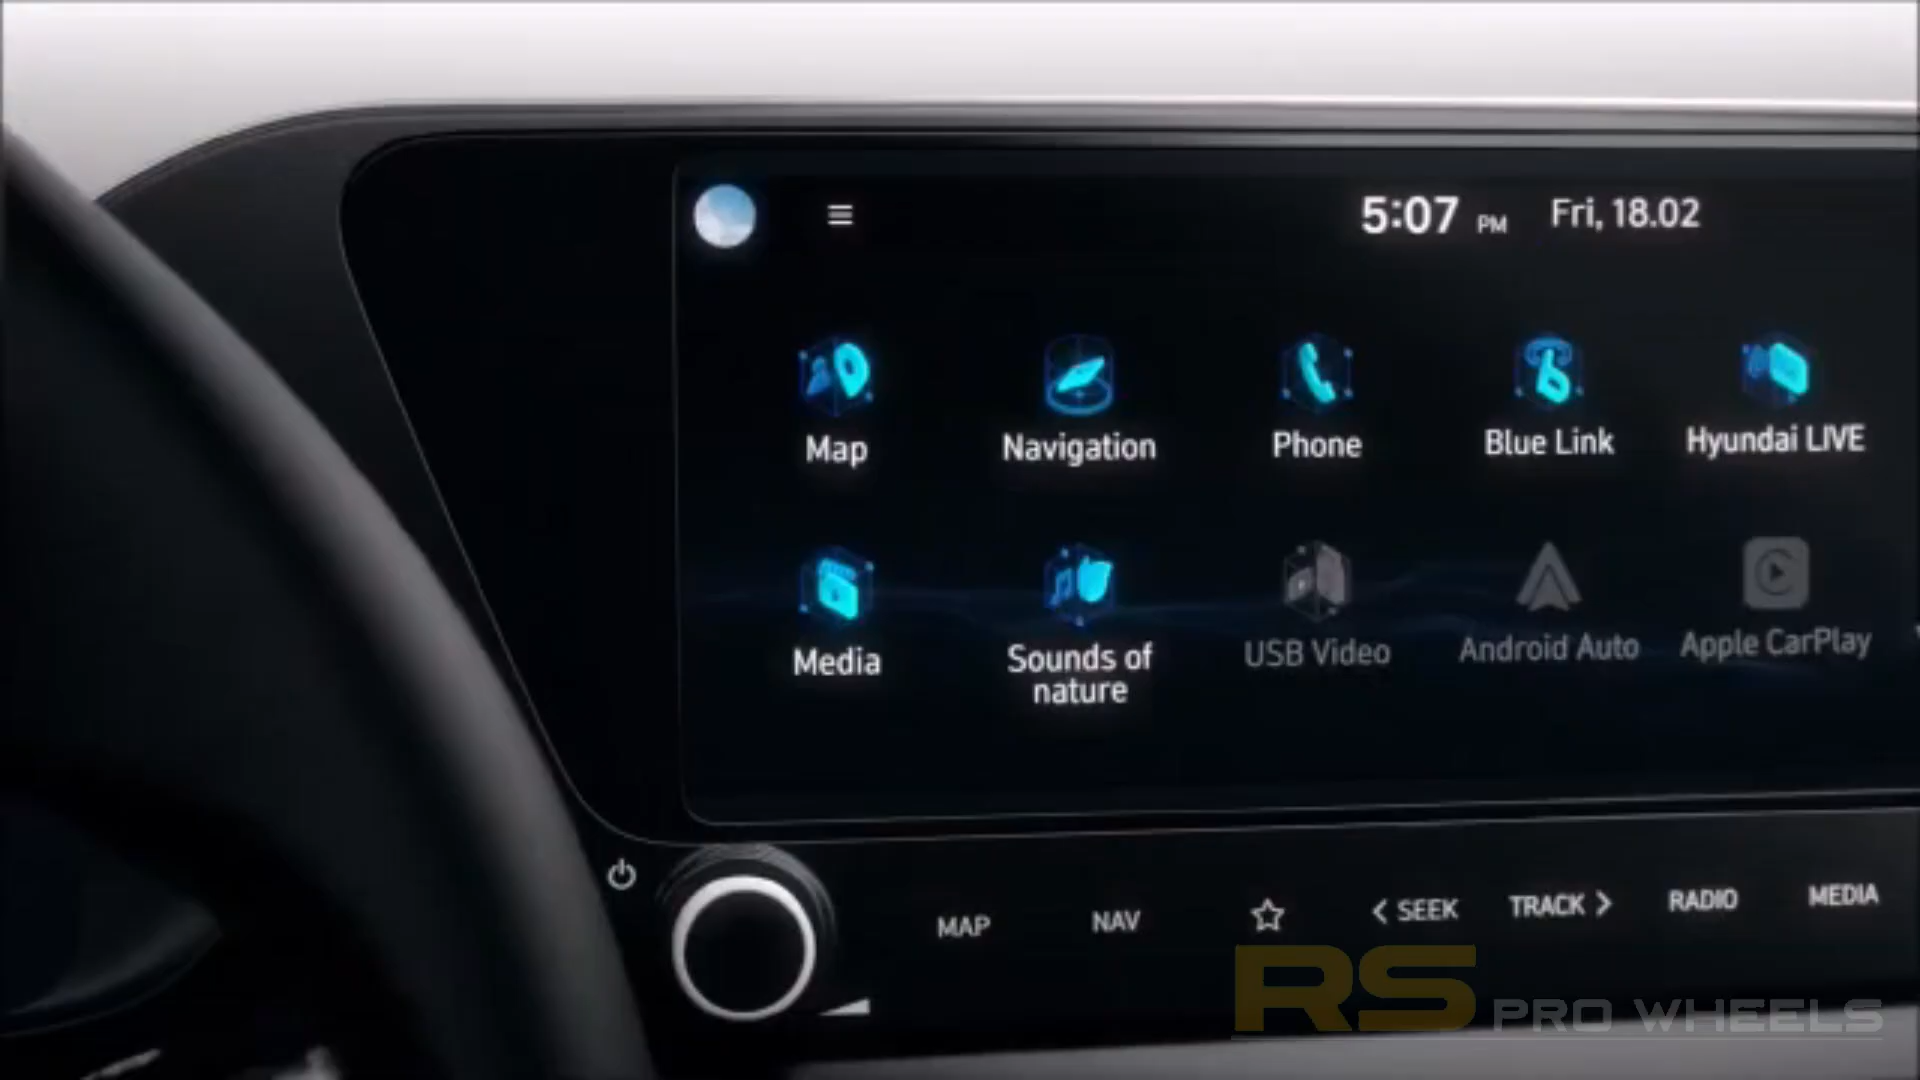 5:07 PM Fri, 18.02
Map Navigation Phone Blue Link Hyundai LIVE
Media Sounds of nature USB Video Android Auto Apple CarPlay
MAP NAV SEEK TRACK RADIO MEDIA
RS PRO WHEELS